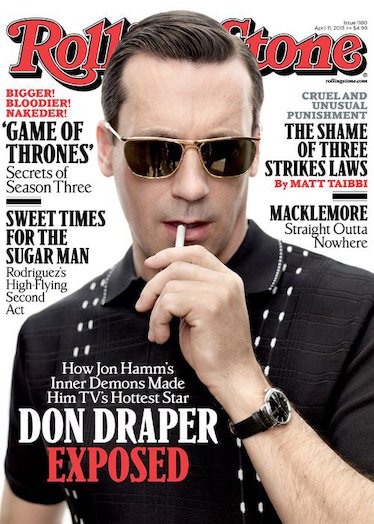 Rolling Stone
Issue 1180
April 11, 2013 >> $4.99
rollingstone.com
BIGGER!
BLOODIER!
NAKEDER!
‘GAME OF
THRONES’
Secrets of
Season Three
SWEET TIMES
FOR THE
SUGAR MAN
Rodriguez's
High-Flying
Second
Act
CRUEL AND
UNUSUAL
PUNISHMENT
THE SHAME
OF THREE
STRIKES LAWS
By MATT TAIBBI
MACKLEMORE
Straight Outta
Nowhere
How Jon Hamm's
Inner Demons Made
Him TV's Hottest Star
DON DRAPER
EXPOSED